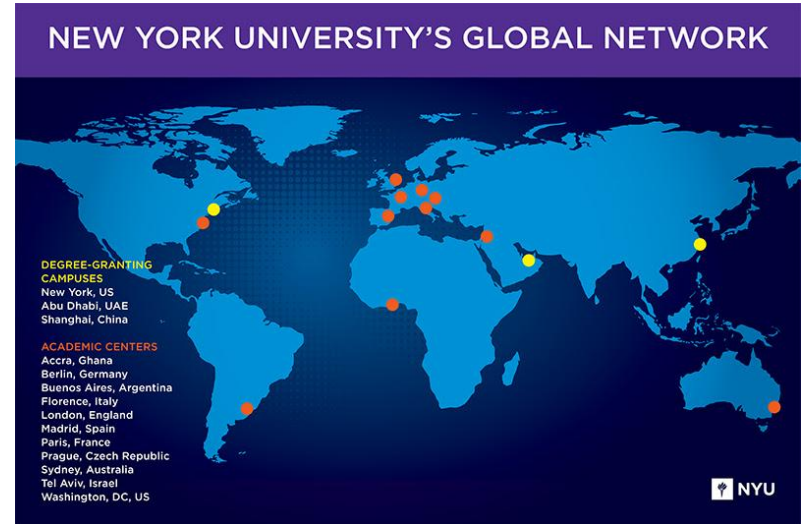 NEW YORK UNIVERSITY'S GLOBAL NETWORK
DEGREE-GRANTING
CAMPUSES
New York, US
Abu Dhabi, UAE
Shanghai, China
ACADEMIC CENTERS
Accra, Ghana
Berlin, Germany
Buenos Aires, Argentina
Florence, Italy
London, England
Madrid, Spain
Paris, France
Prague, Czech Republic
Sydney, Australia
Tel Aviv, Israel
Washington, DC, US
NYU